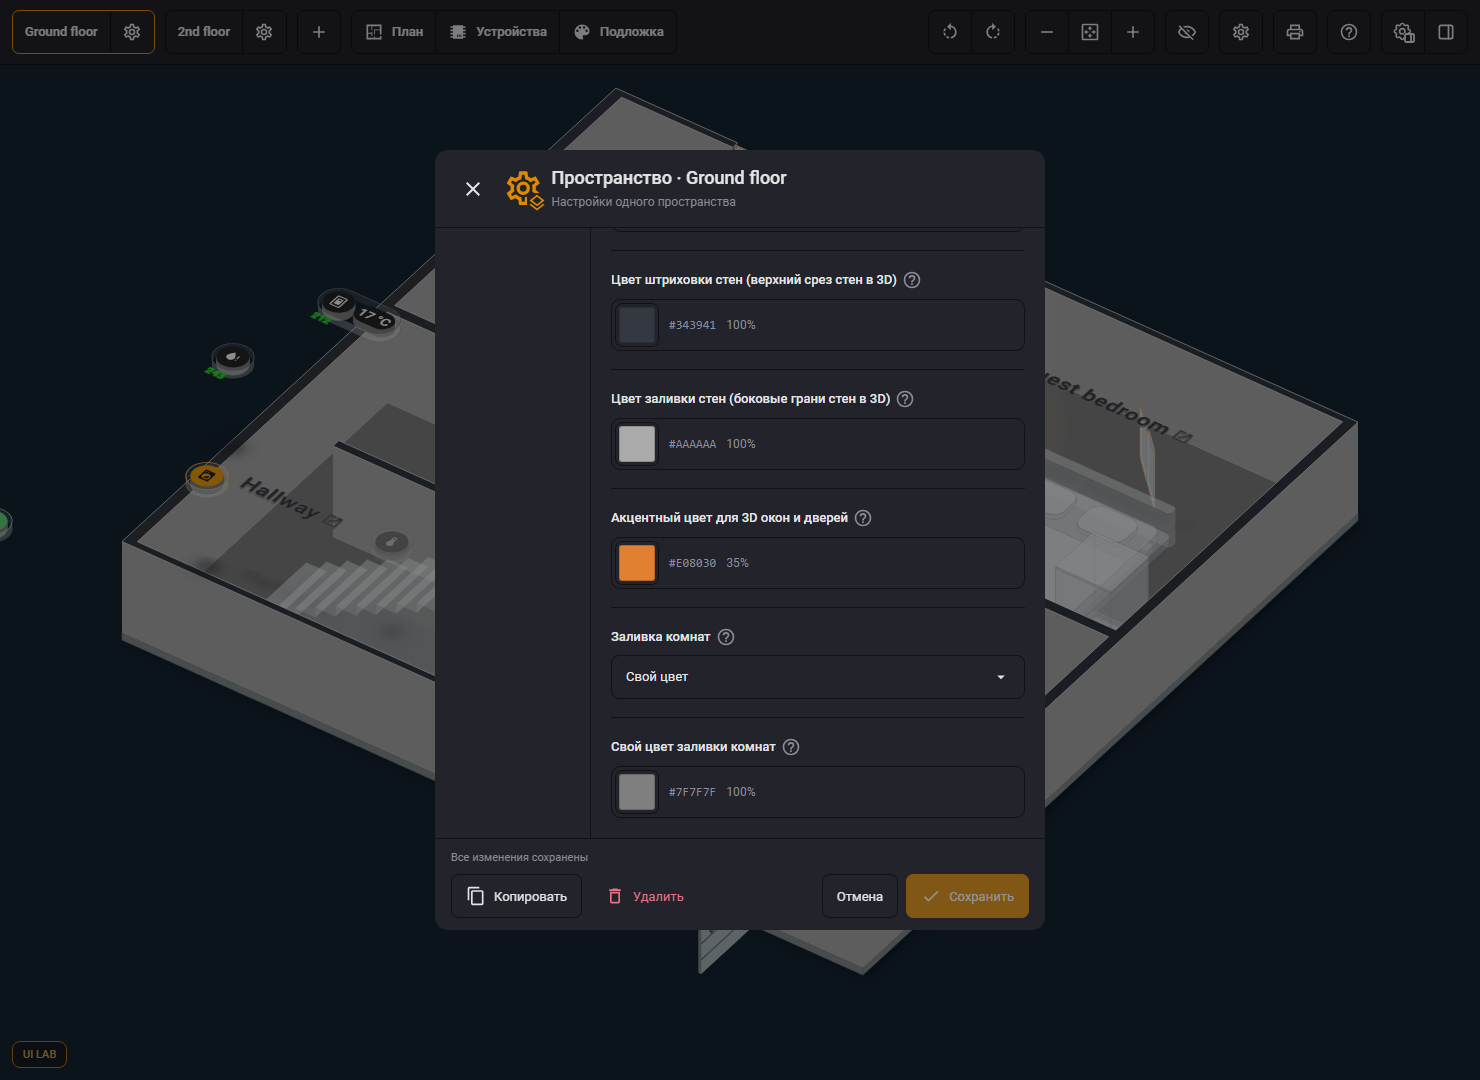 Ground floor
2nd floor
План
Устройства
Подложка
Пространство · Ground floor
Настройки одного пространства
Цвет штриховки стен (верхний срез стен в 3D)
#343941 100%
Цвет заливки стен (боковые грани стен в 3D)
#AAAAAA 100%
Акцентный цвет для 3D окон и дверей
#E08030 35%
Заливка комнат
Свой цвет
Свой цвет заливки комнат
#7F7F7F 100%
17 °C
212
243
Hallway
bedroom
Все изменения сохранены
Копировать
Удалить
Отмена
Сохранить
UI LAB